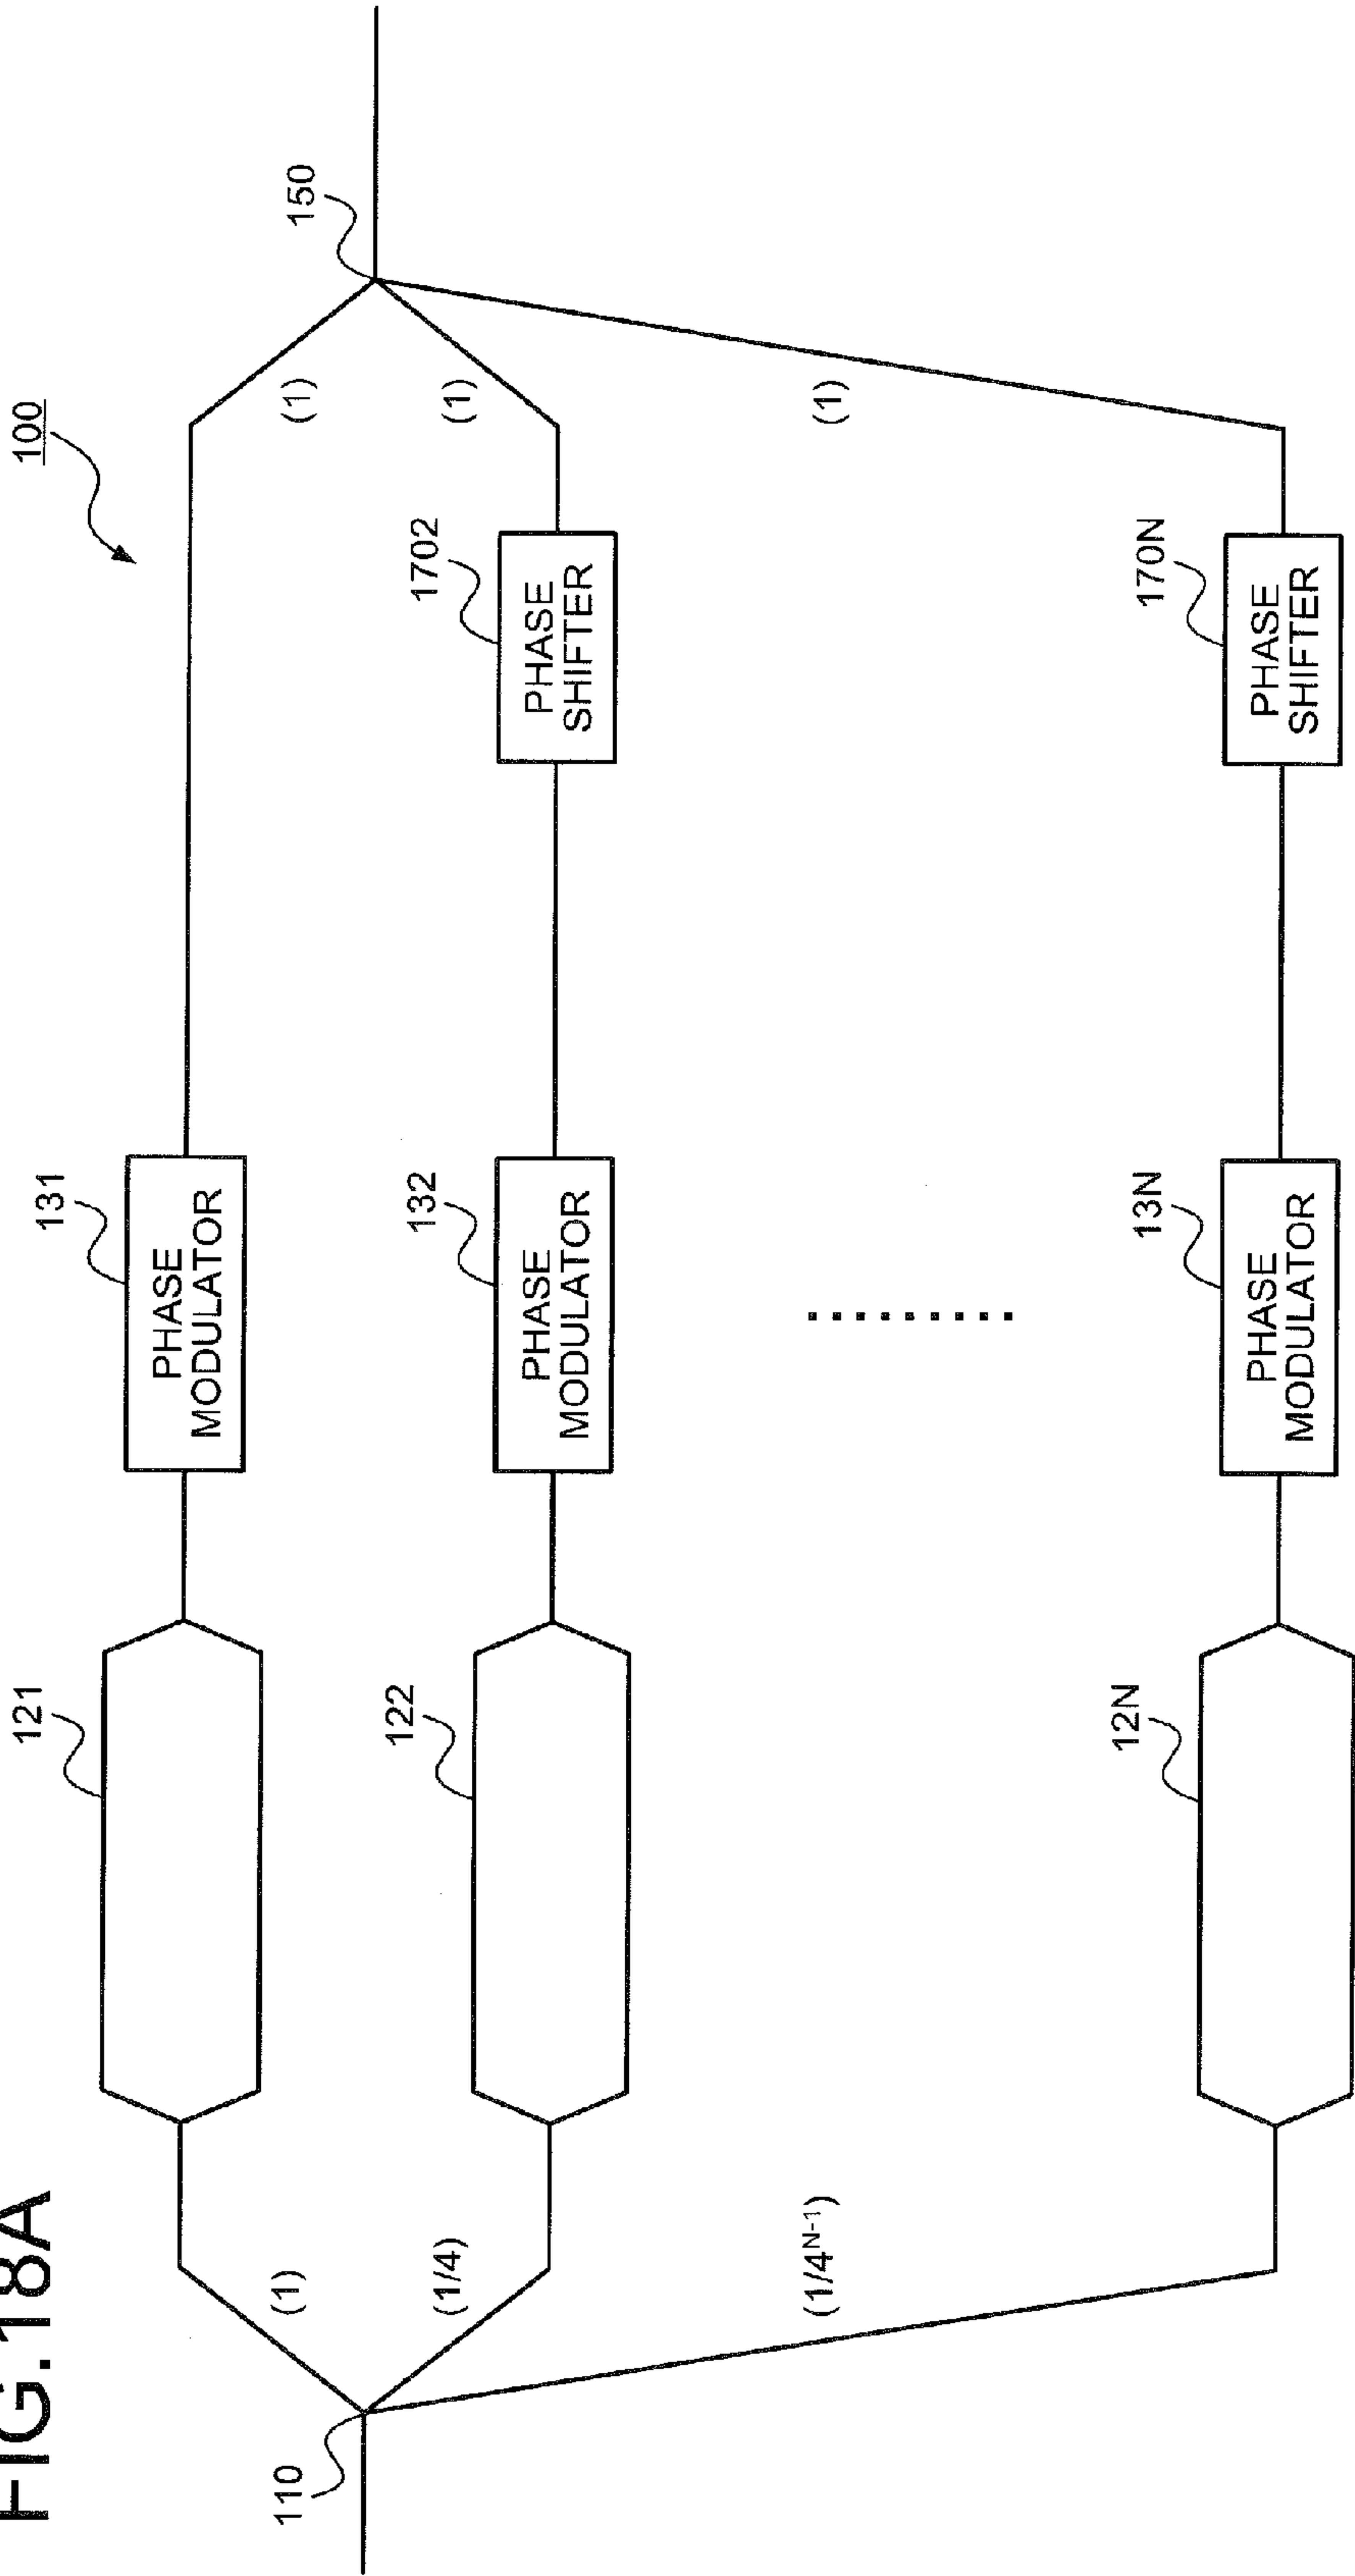 FIG.18A
100
110
(1)
(1/4)
(1/4^{N-1})
121
122
12N
131
PHASE
MODULATOR
132
PHASE
MODULATOR
13N
PHASE
MODULATOR
1702
PHASE
SHIFTER
170N
PHASE
SHIFTER
(1)
(1)
(1)
150